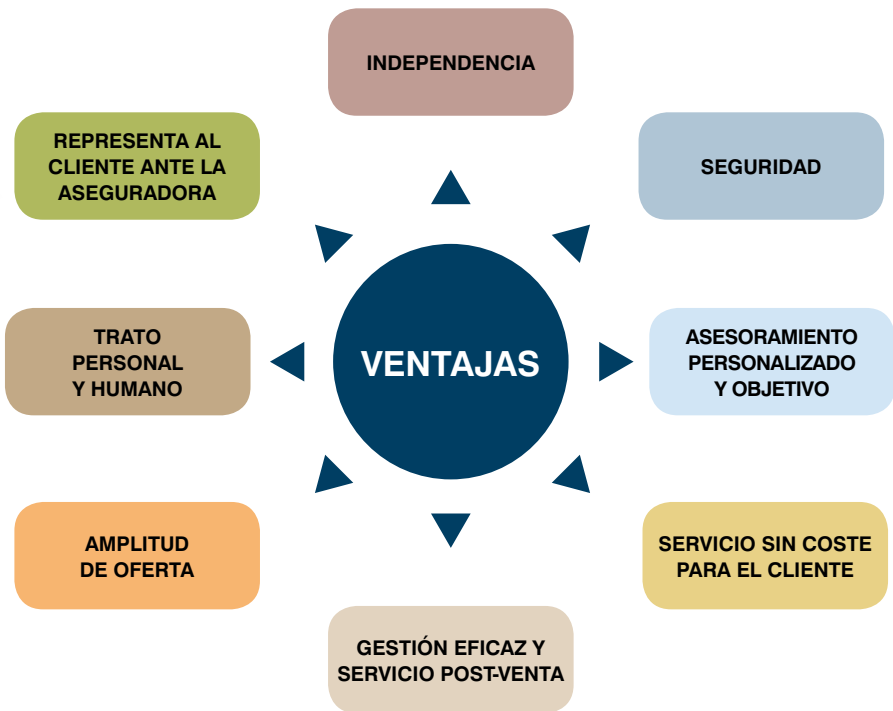 INDEPENDENCIA
REPRESENTA AL
CLIENTE ANTE LA
ASEGURADORA
SEGURIDAD
TRATO
PERSONAL
Y HUMANO
VENTAJAS
ASESORAMIENTO
PERSONALIZADO
Y OBJETIVO
AMPLITUD
DE OFERTA
SERVICIO SIN COSTE
PARA EL CLIENTE
GESTIÓN EFICAZ Y
SERVICIO POST-VENTA